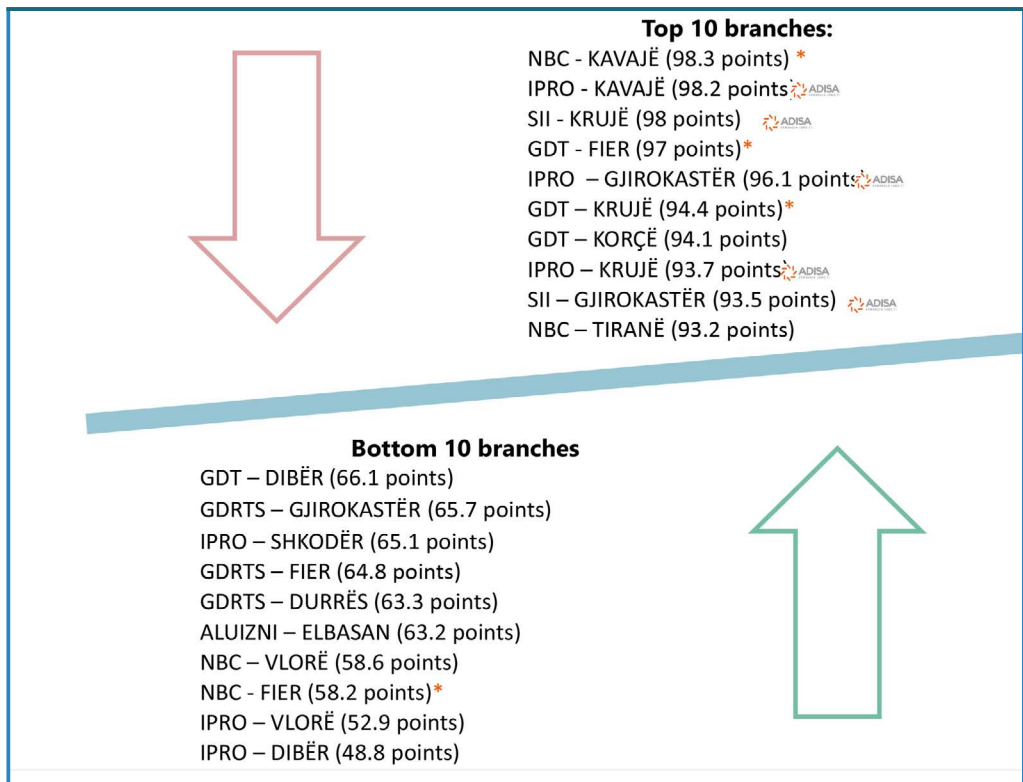 Top 10 branches:
NBC - KAVAJË (98.3 points) *
IPRO - KAVAJË (98.2 points) ADISA
SII - KRUJË (98 points) ADISA
GDT - FIER (97 points)*
IPRO – GJIROKASTËR (96.1 points ADISA
GDT – KRUJË (94.4 points)*
GDT – KORÇË (94.1 points)
IPRO – KRUJË (93.7 points) ADISA
SII – GJIROKASTËR (93.5 points) ADISA
NBC – TIRANË (93.2 points)
Bottom 10 branches
GDT – DIBËR (66.1 points)
GDRTS – GJIROKASTËR (65.7 points)
IPRO – SHKODËR (65.1 points)
GDRTS – FIER (64.8 points)
GDRTS – DURRËS (63.3 points)
ALUIZNI – ELBASAN (63.2 points)
NBC – VLORË (58.6 points)
NBC - FIER (58.2 points)*
IPRO – VLORË (52.9 points)
IPRO – DIBËR (48.8 points)